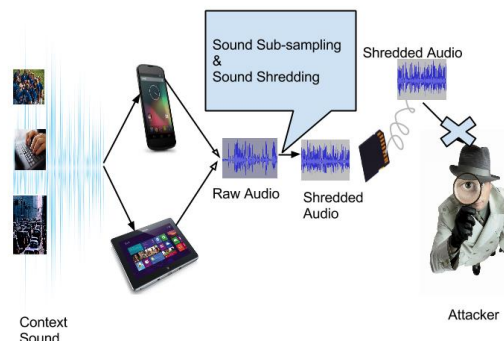 Sound Sub-sampling
&
Sound Shredding
Shredded Audio
Raw Audio
Shredded
Audio
Attacker
Context
Sound